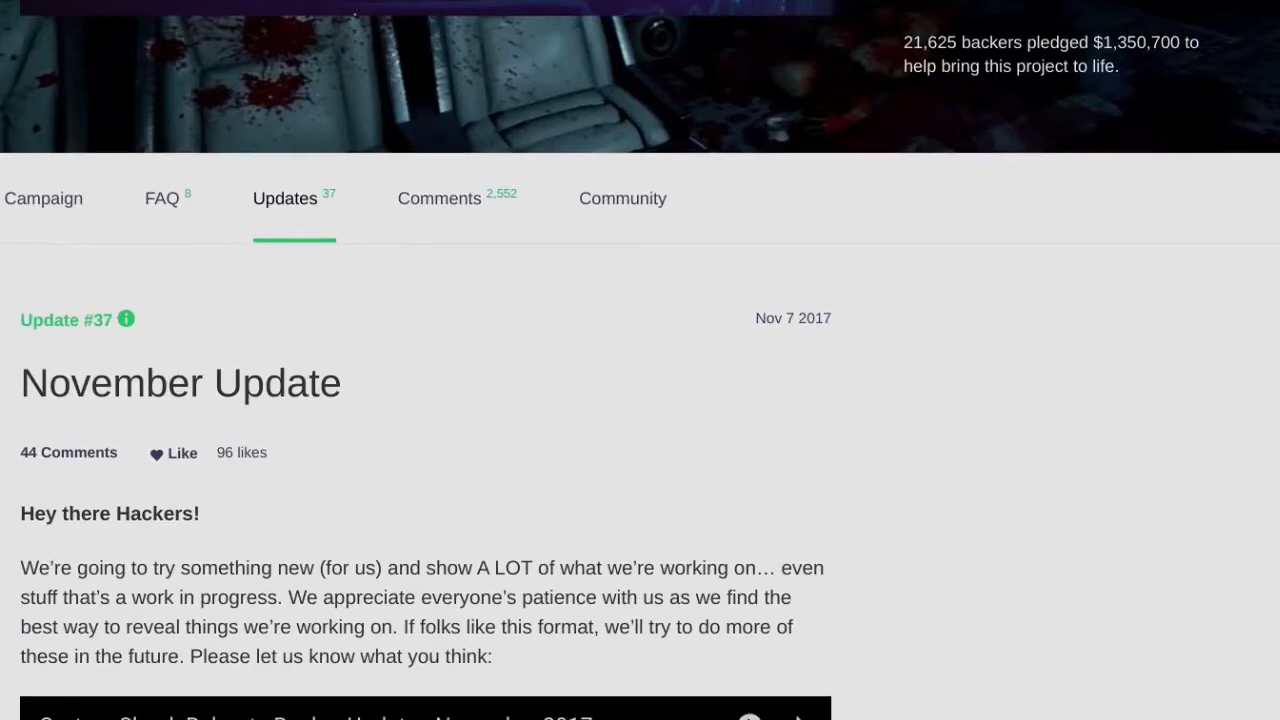 21,625 backers pledged $1,350,700 to
help bring this project to life.
Campaign FAQ 8 Updates 37 Comments 2,552 Community
Update #37 Nov 7 2017
November Update
44 Comments Like 96 likes
Hey there Hackers!
We’re going to try something new (for us) and show A LOT of what we’re working on… even
stuff that’s a work in progress. We appreciate everyone’s patience with us as we find the
best way to reveal things we’re working on. If folks like this format, we’ll try to do more of
these in the future. Please let us know what you think: